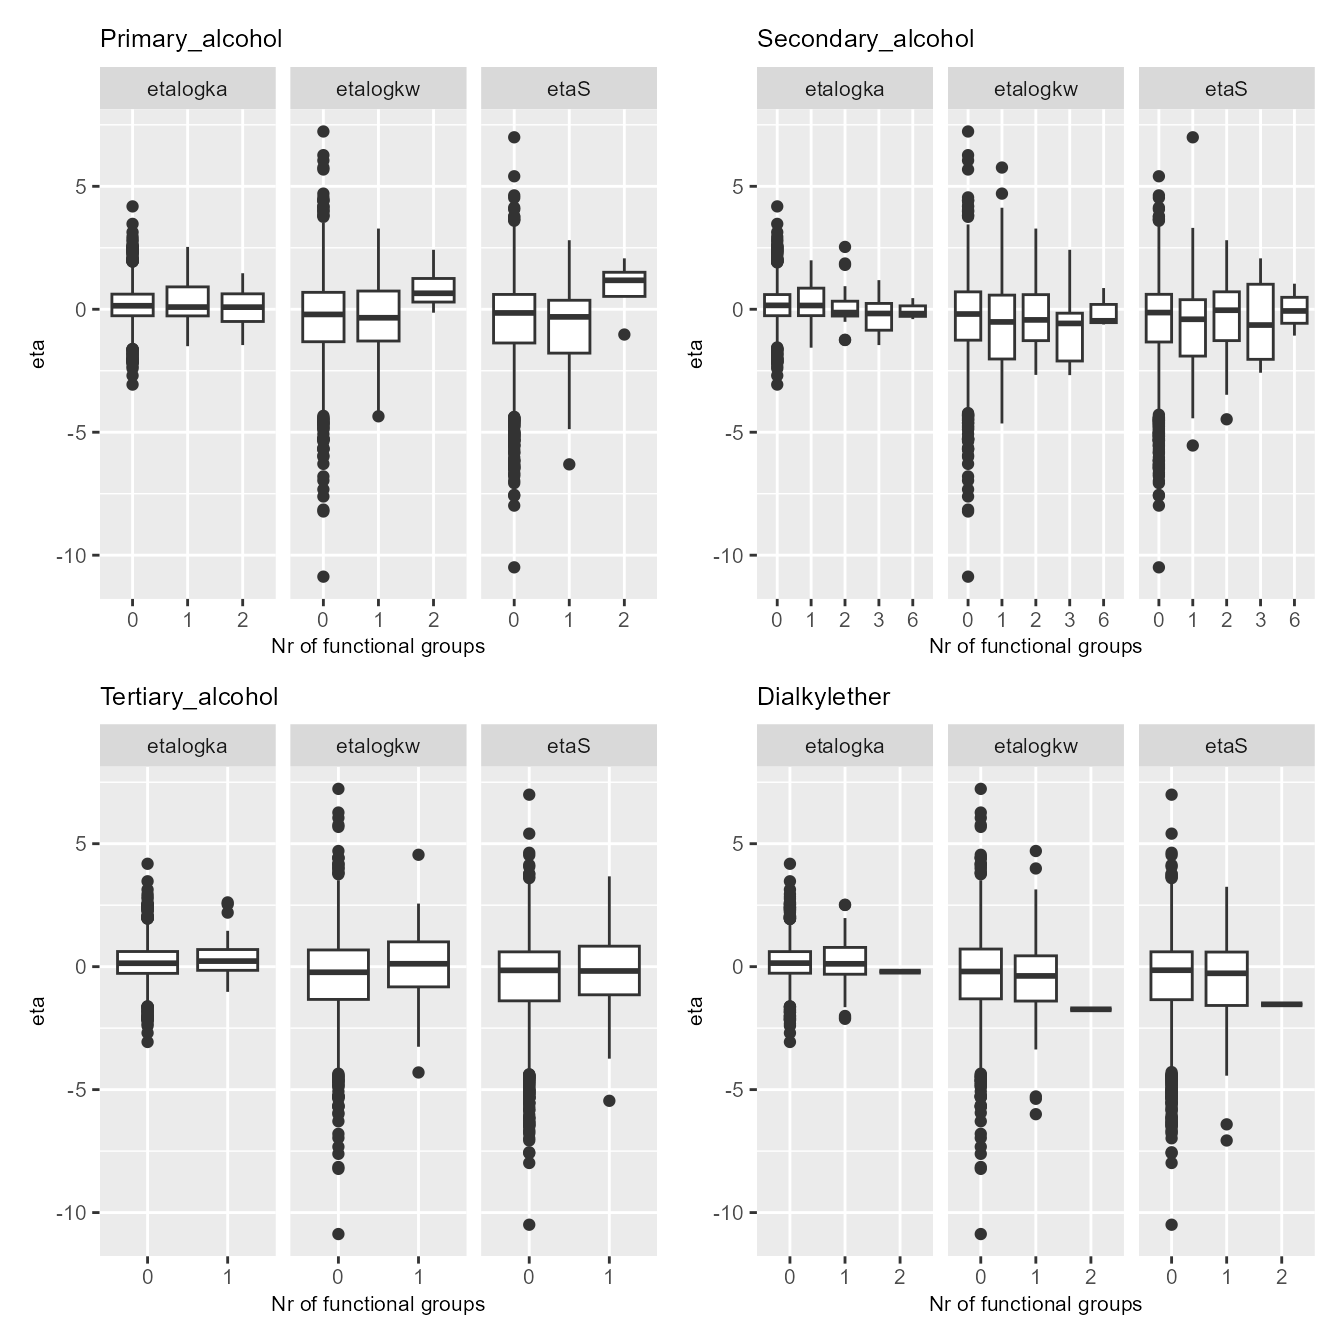 Primary_alcohol
etalogka etalogkw etaS
eta
5
0
-5
-10
0 1 2 0 1 2 0 1 2
Nr of functional groups
Secondary_alcohol
etalogka etalogkw etaS
eta
5
0
-5
-10
0 1 2 3 6 0 1 2 3 6 0 1 2 3 6
Nr of functional groups
Tertiary_alcohol
etalogka etalogkw etaS
eta
5
0
-5
-10
0 1 0 1 0 1
Nr of functional groups
Dialkylether
etalogka etalogkw etaS
eta
5
0
-5
-10
0 1 2 0 1 2 0 1 2
Nr of functional groups